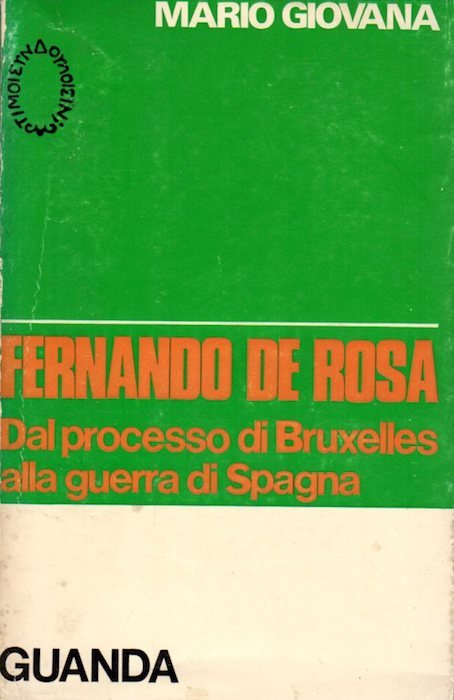 MARIO GIOVANA
FERNANDO DE ROSA
Dal processo di Bruxelles
alla guerra di Spagna
GUANDA